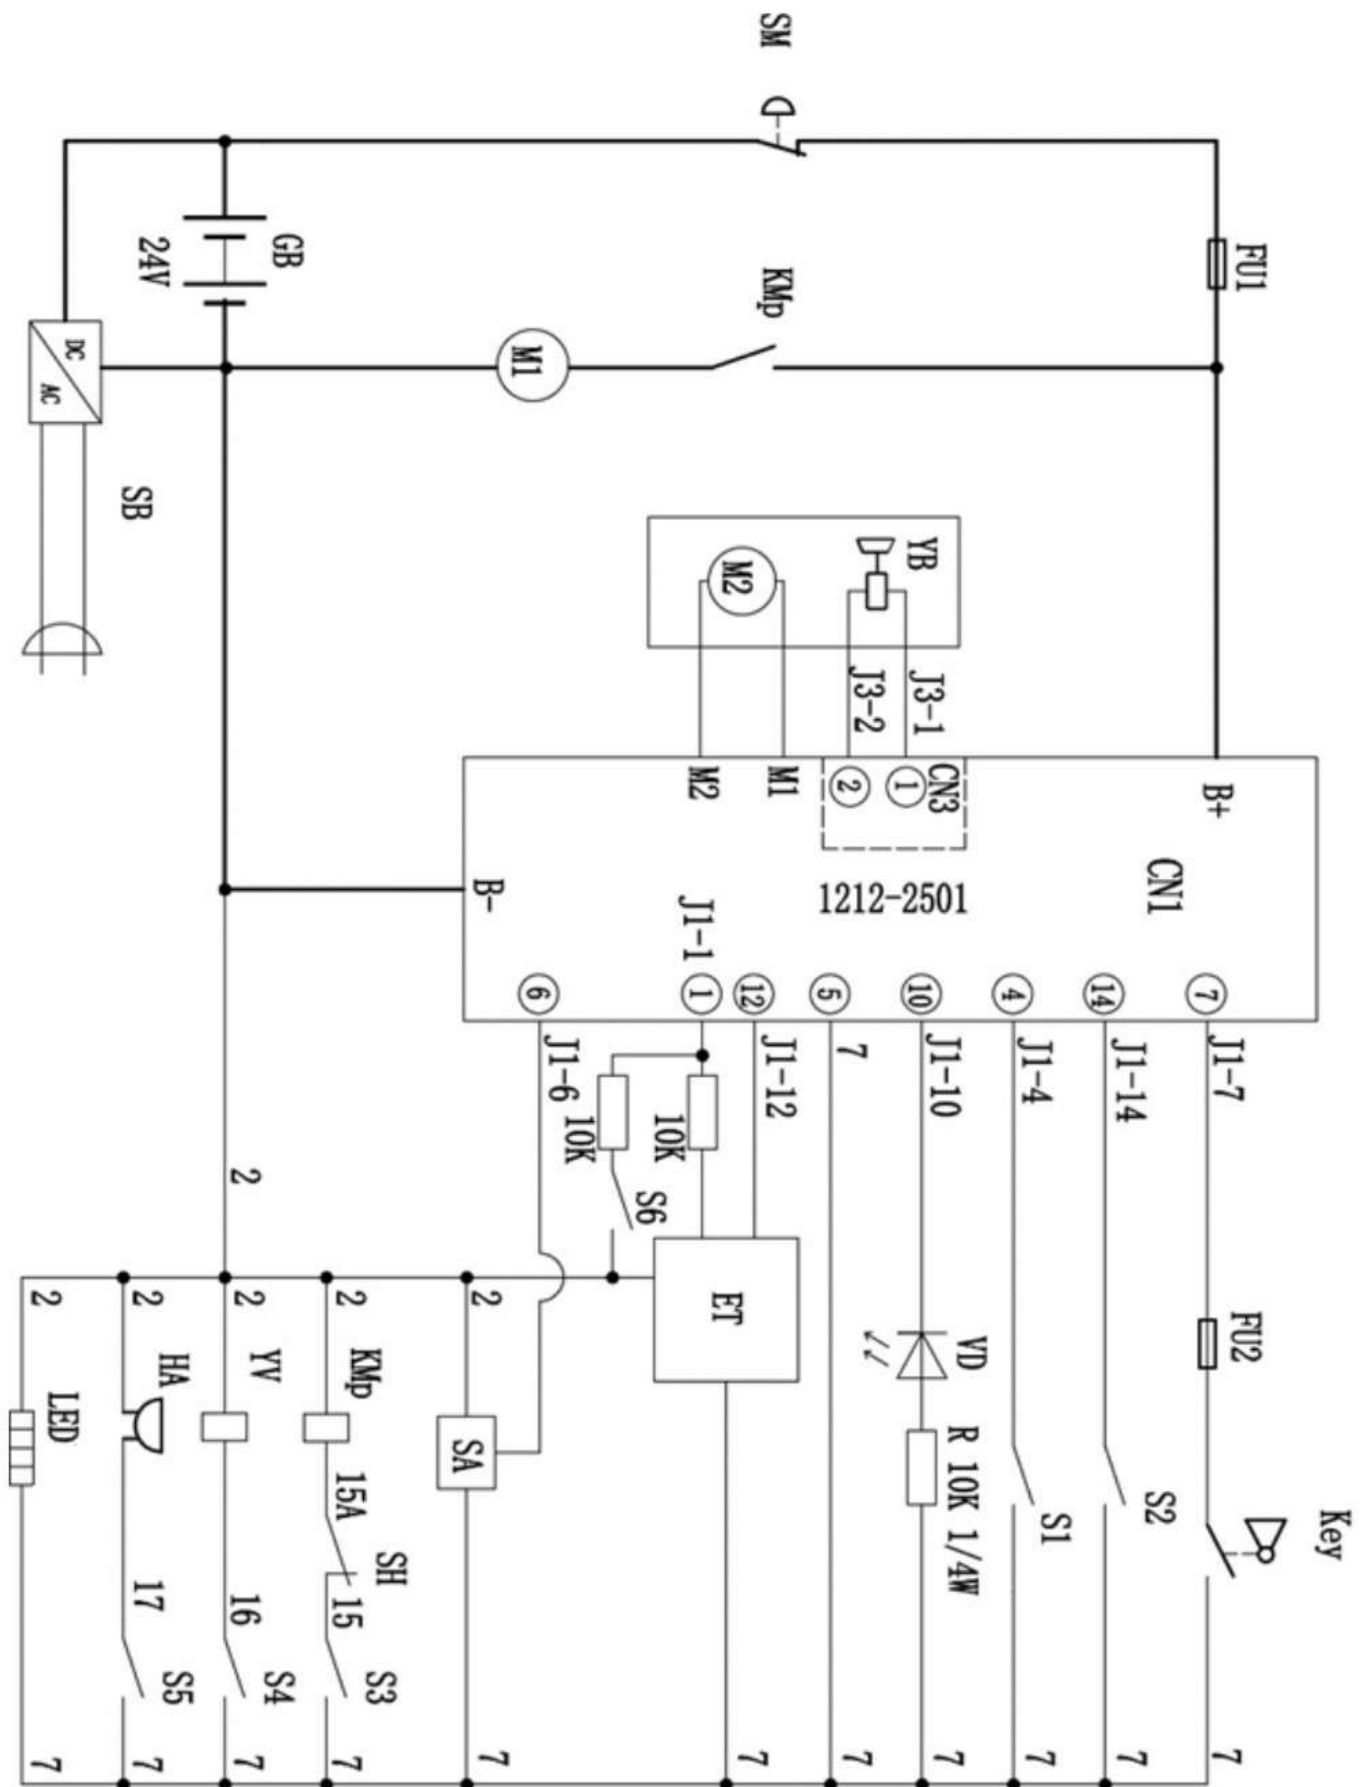 SM
FU1
GB
24V
KMp
M1
DC
AC
SB
YB
M2
J3-1
J3-2
M2
M1
2
1
CN3
B+
CN1
1212-2501
B-
J1-1
6
1
12
5
10
4
14
7
J1-6
J1-12
7
J1-10
J1-4
J1-14
J1-7
10K
10K
S6
2
ET
VD
FU2
R 10K 1/4W
S1
S2
Key
2
2
2
2
2
LED
HA
YV
KMp
SA
15A
SH
17
16
15
S5
S4
S3
7
7
7
7
7
7
7
7
7
7
7